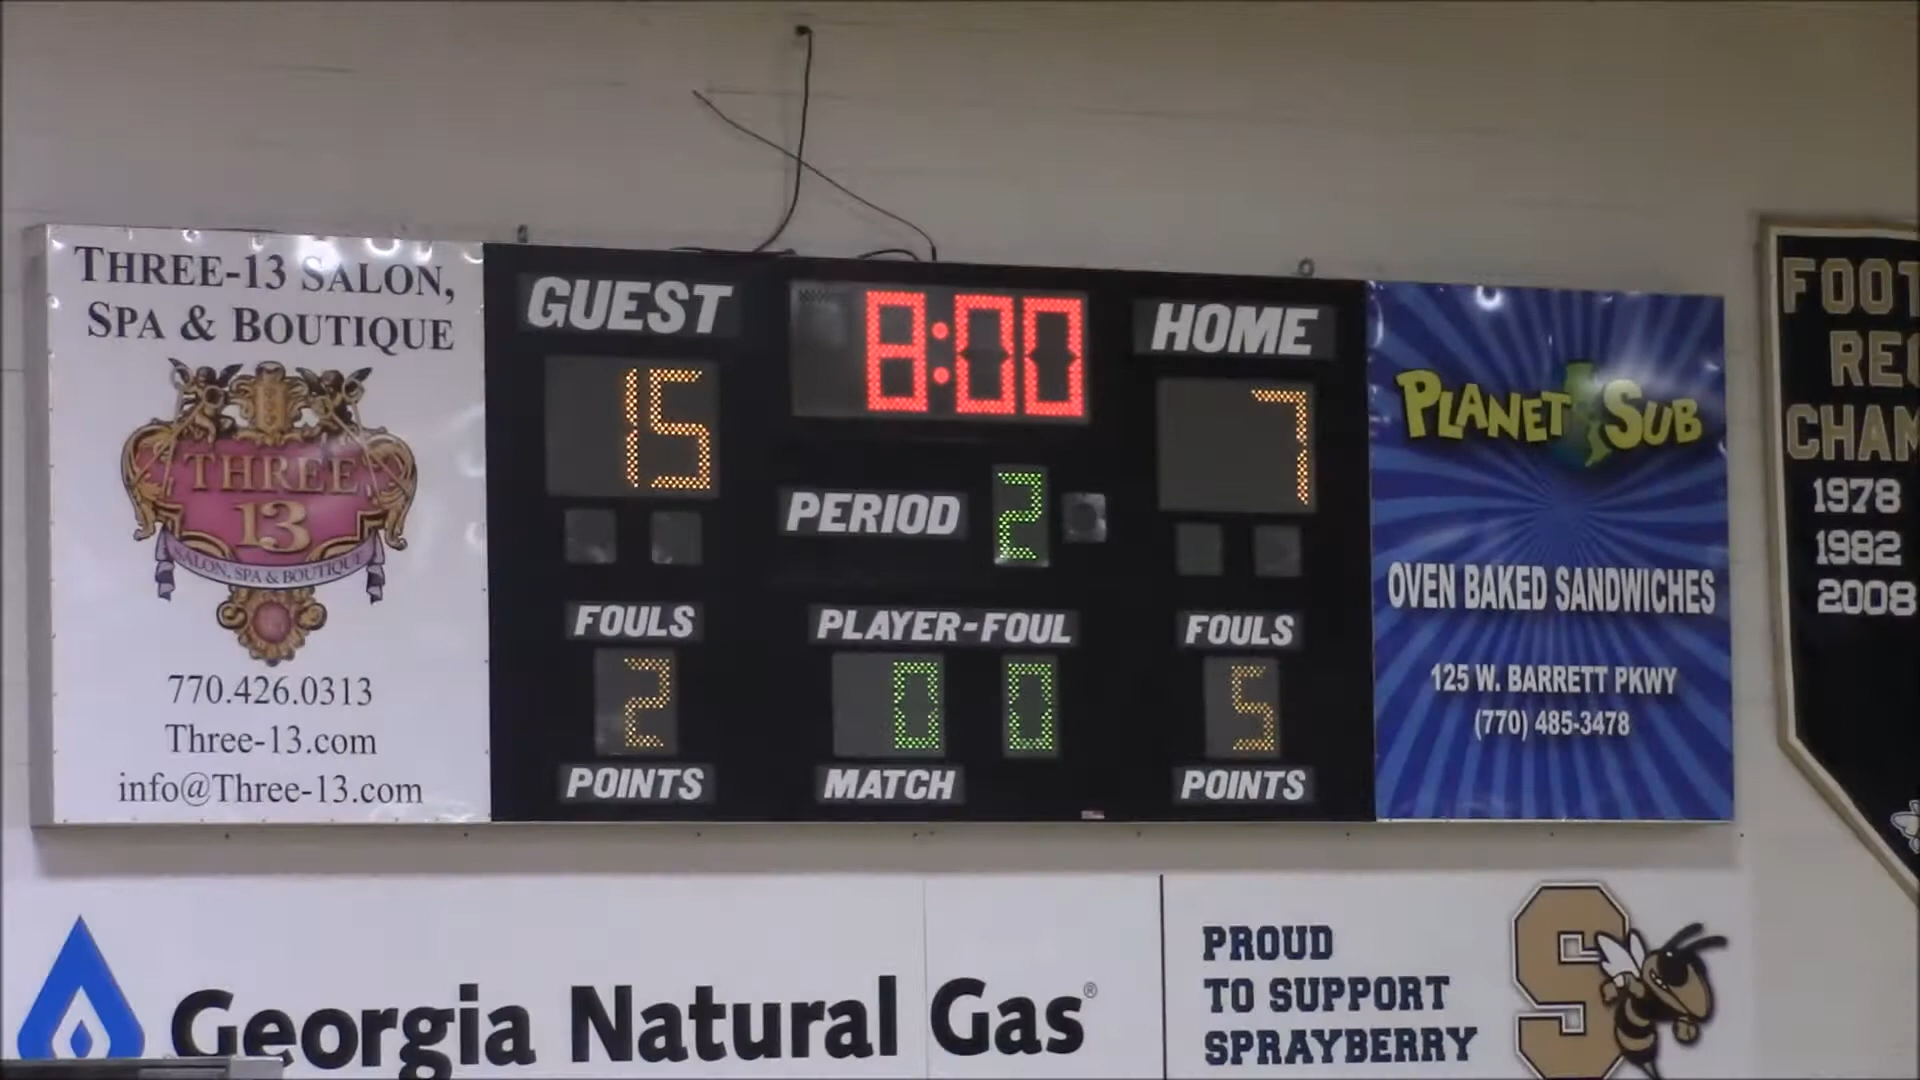 THREE-13 SALON,
SPA & BOUTIQUE
THREE
13
SALON, SPA & BOUTIQUE
770.426.0313
Three-13.com
info@Three-13.com
GUEST
8:00
HOME
15
7
PERIOD 2
FOULS
PLAYER-FOUL
FOULS
2
0 0
5
POINTS
MATCH
POINTS
PLANET SUB
OVEN BAKED SANDWICHES
125 W. BARRETT PKWY
(770) 485-3478
1978
1982
2008
Georgia Natural Gas®
PROUD
TO SUPPORT
SPRAYBERRY
S